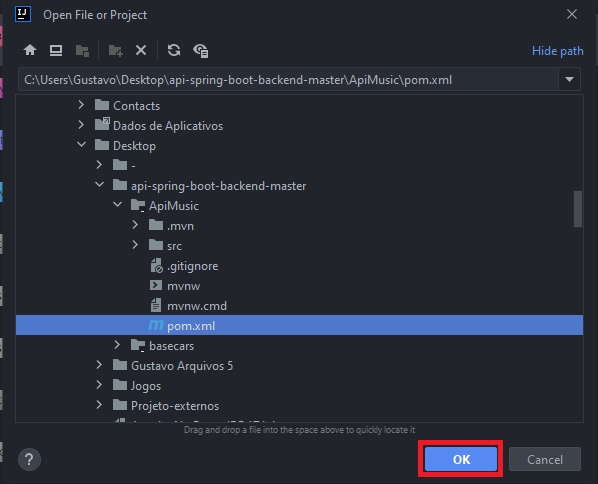 IJ Open File or Project
Hide path
C:\Users\Gustavo\Desktop\api-spring-boot-backend-master\ApiMusic\pom.xml
Contacts
Dados de Aplicativos
Desktop
-
api-spring-boot-backend-master
ApiMusic
.mvn
src
.gitignore
mvnw
mvnw.cmd
m pom.xml
basecars
Gustavo Arquivos 5
Jogos
Projeto-externos
Drag and drop a file into the space above to quickly locate it
? OK Cancel